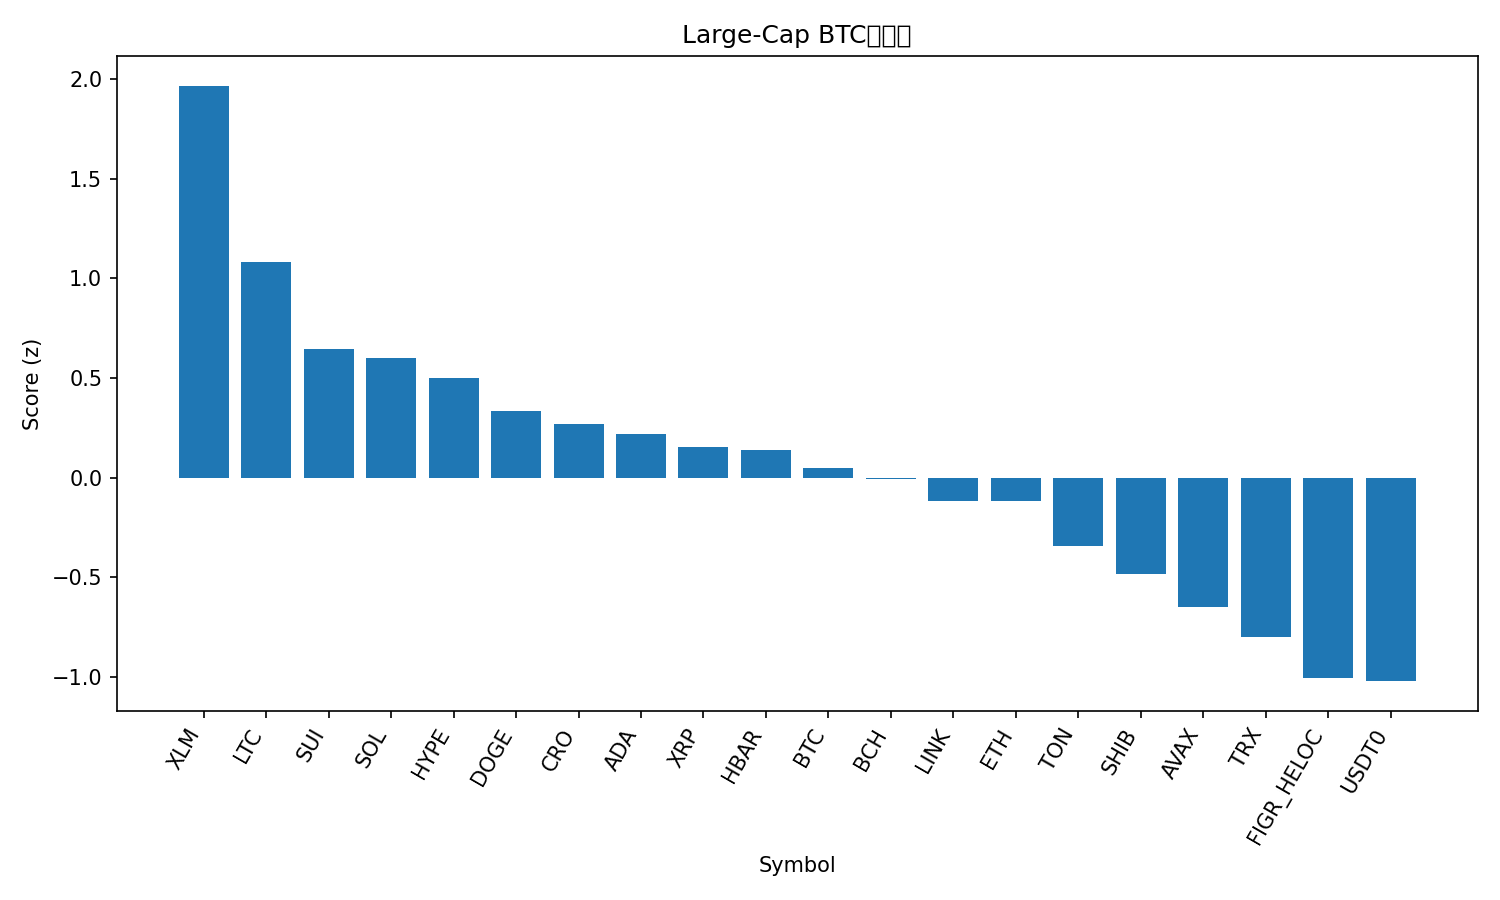 Large-Cap BTC
2.0
1.5
1.0
0.5
0.0
−0.5
−1.0
Score (z)
XLM
LTC
SUI
SOL
HYPE
DOGE
CRO
ADA
XRP
HBAR
BTC
BCH
LINK
ETH
TON
SHIB
AVAX
TRX
FIGR_HELOC
USDT0
Symbol